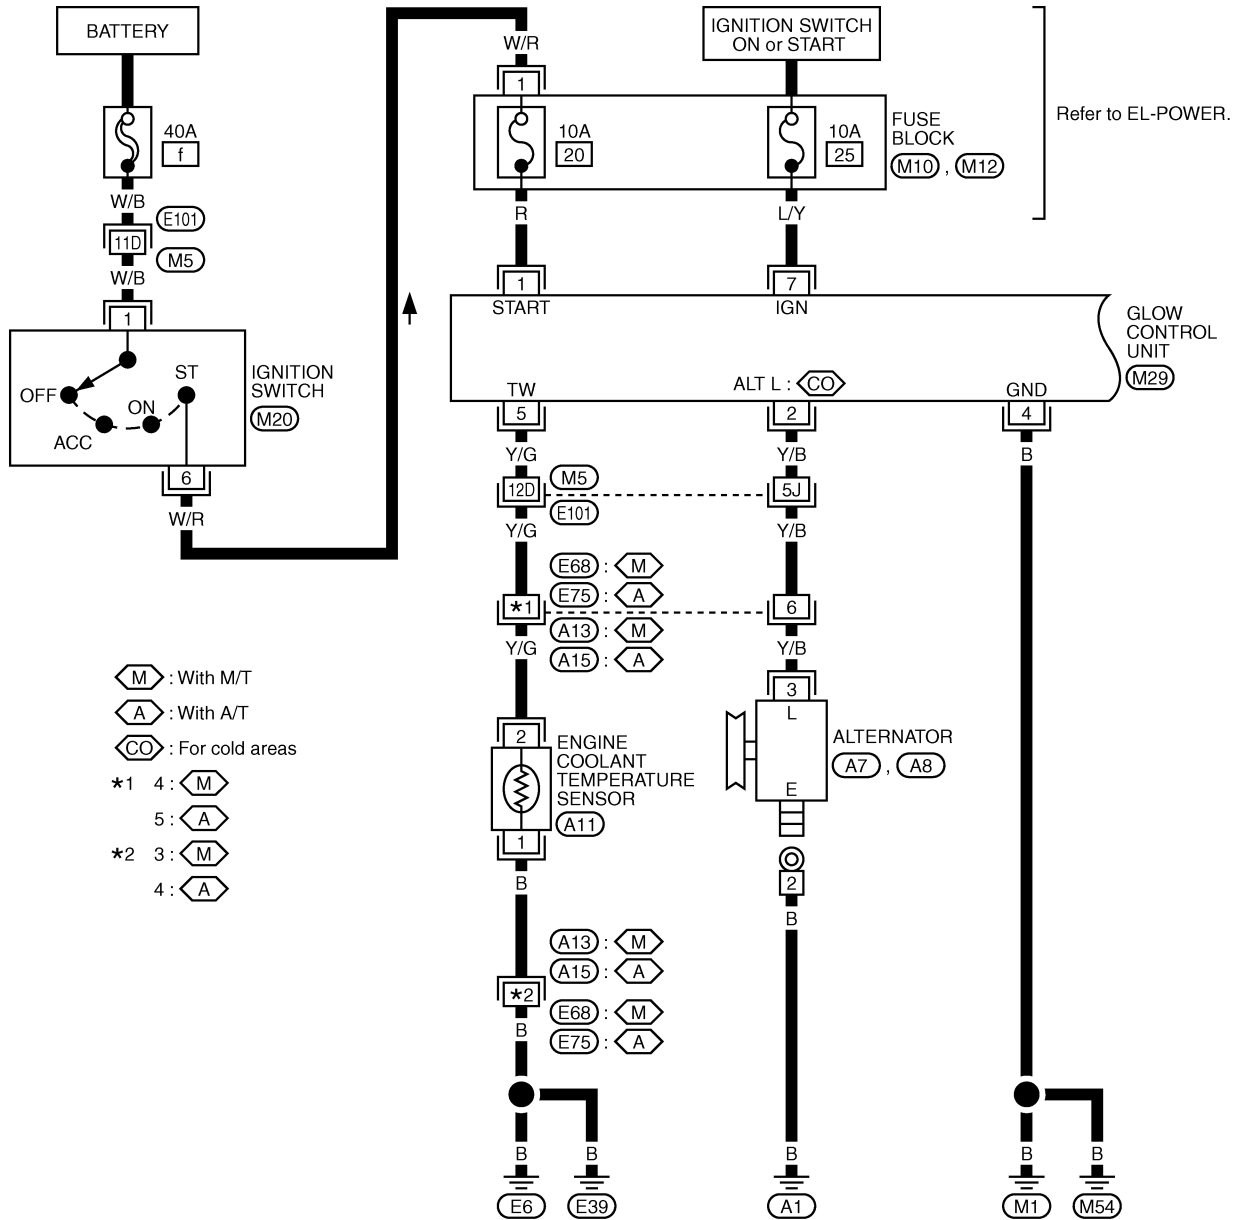 BATTERY
40A
f
W/B
E101
11D
M5
W/B
1
OFF
ACC
ON
ST
IGNITION
SWITCH
M20
6
W/R
W/R
1
IGNITION SWITCH
ON or START
10A
20
10A
25
FUSE
BLOCK
M10 , M12
Refer to EL-POWER.
R
L/Y
1
7
START
IGN
GLOW
CONTROL
UNIT
M29
TW
ALT L : CO
GND
5
2
4
Y/G
Y/B
B
12D
M5
E101
5J
Y/G
Y/B
E68 : M
E75 : A
*1
6
A13 : M
A15 : A
Y/G
Y/B
2
3
ENGINE
COOLANT
TEMPERATURE
SENSOR
A11
L
E
ALTERNATOR
A7 , A8
1
2
B
B
A13 : M
A15 : A
*2
E68 : M
E75 : A
B
B
B
B
B
B
E6
E39
A1
M1
M54
M : With M/T
A : With A/T
CO : For cold areas
*1 4 : M
5 : A
*2 3 : M
4 : A